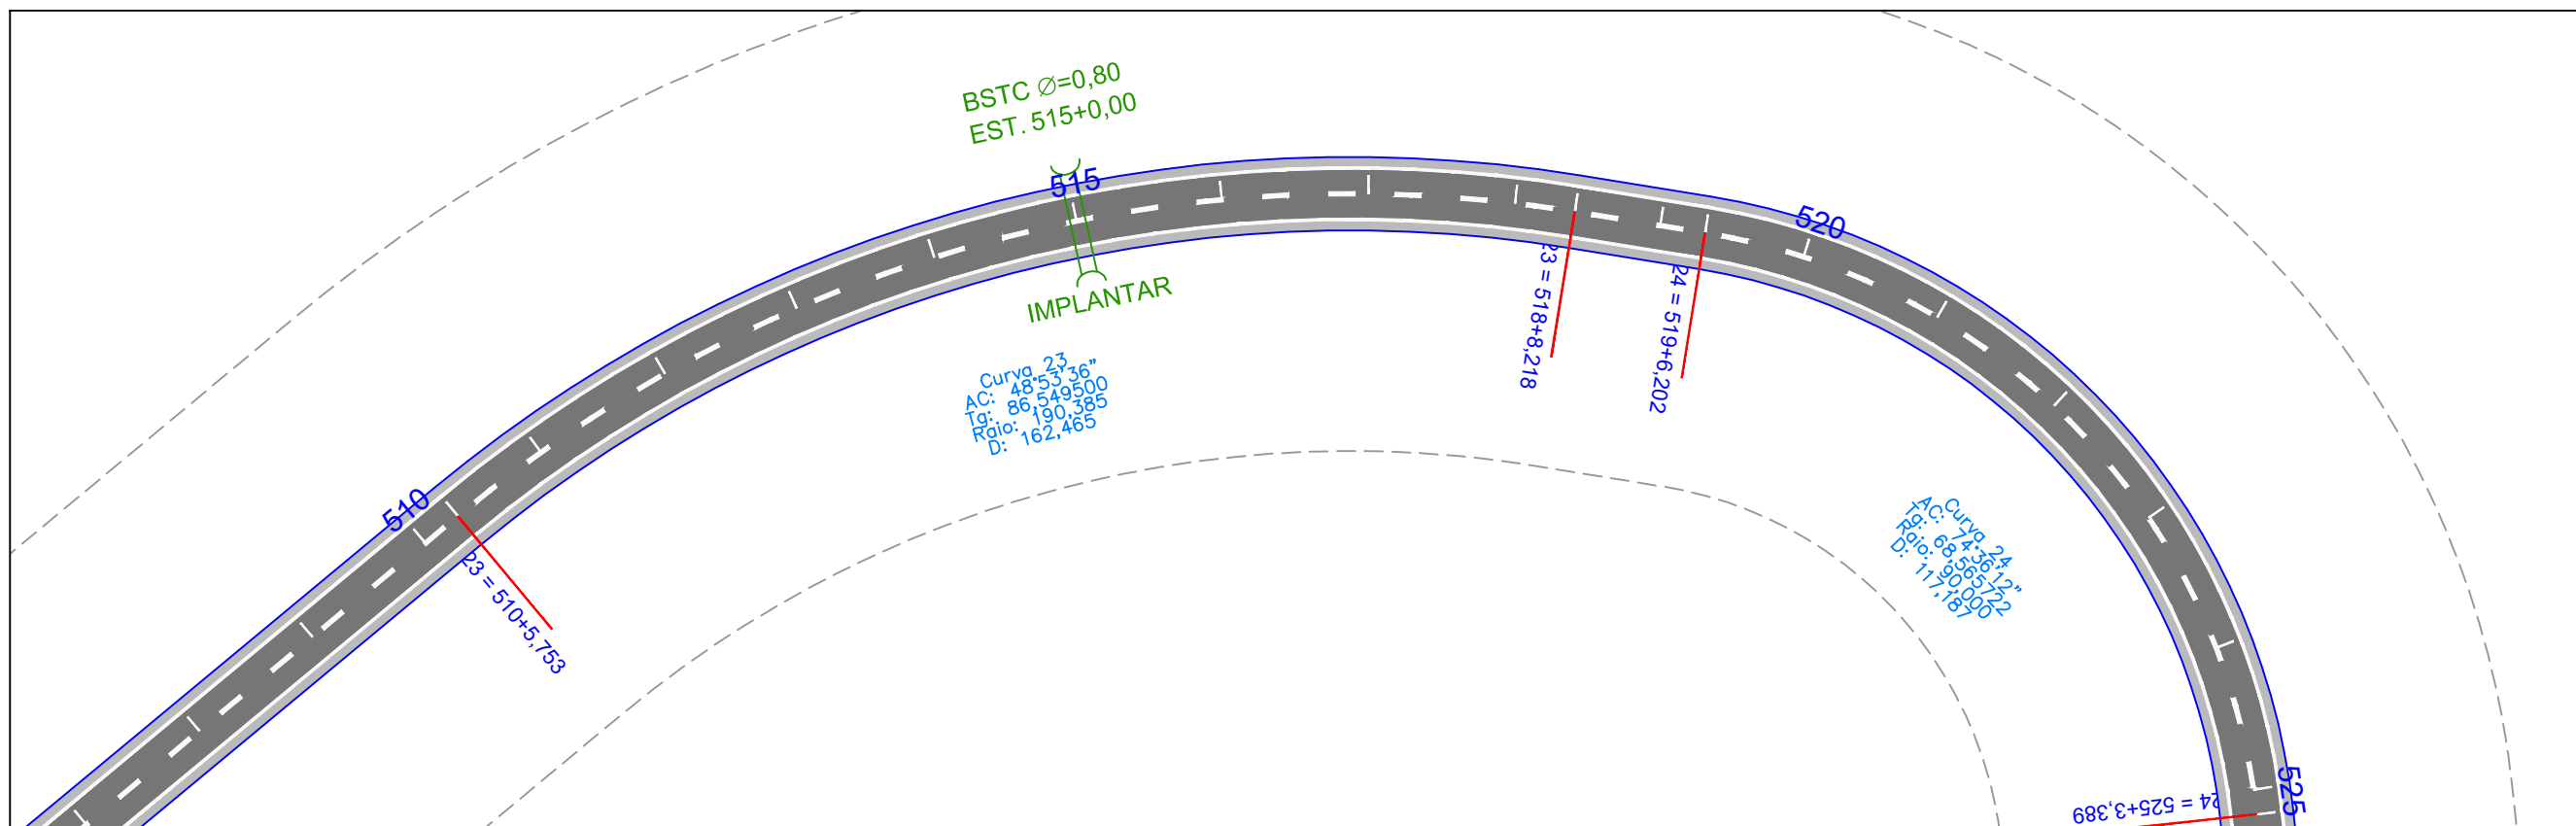 BSTC Ø=0,80
EST. 515+0,00
515
IMPLANTAR
520
23 = 518+8,218
24 = 519+6,202
Curva 23
AC: 48°53'36"
Tg: 86,549500
Raio: 190,385
D: 162,465
510
23 = 510+5,753
Curva 24
AC: 74°36'12"
Tg: 68,565722
Raio: 90,000
D: 117,187
525
24 = 525+3,389